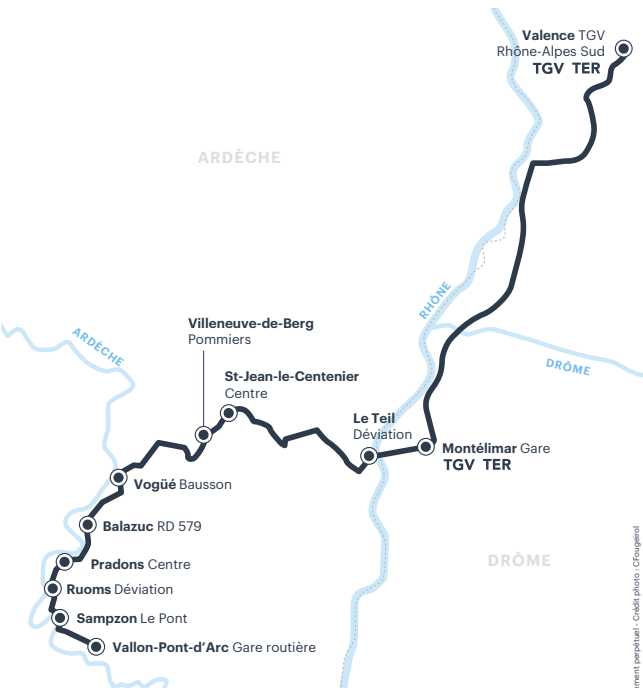 Valence TGV
Rhône-Alpes Sud
TGV TER
ARDÈCHE
RHÔNE
Villeneuve-de-Berg
Pommiers
ARDÈCHE
DRÔME
St-Jean-le-Centenier
Centre
Le Teil
Déviation
Montélimar Gare
TGV TER
Vogüé Bausson
Balazuc RD 579
DRÔME
Pradons Centre
Ruoms Déviation
Sampzon Le Pont
Vallon-Pont-d’Arc Gare routière
perpétuel - Crédit photo : CFougeirol